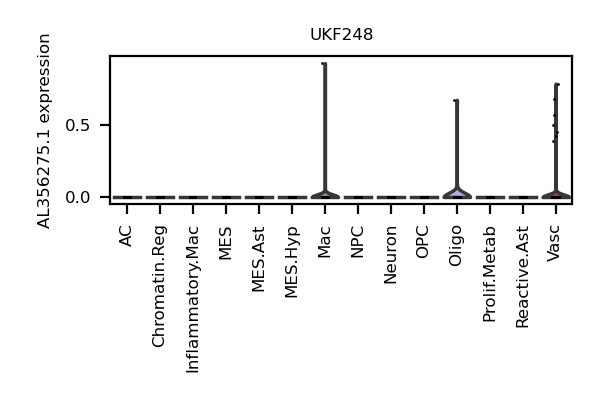 UKF248
AL356275.1 expression
0.5
0.0
AC
Chromatin.Reg
Inflammatory.Mac
MES
MES.Ast
MES.Hyp
Mac
NPC
Neuron
OPC
Oligo
Prolif.Metab
Reactive.Ast
Vasc